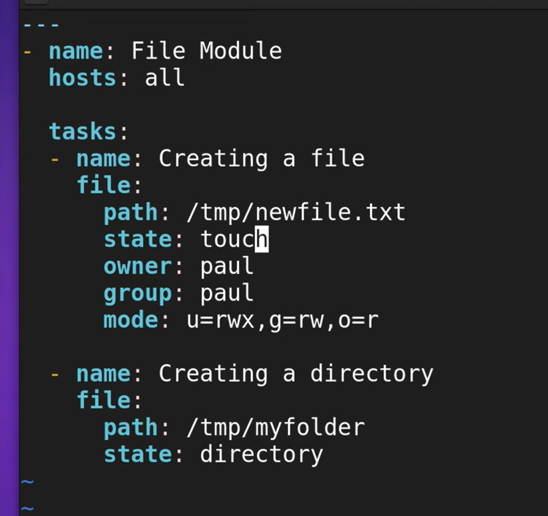 ---
- name: File Module
  hosts: all

  tasks:
  - name: Creating a file
    file:
      path: /tmp/newfile.txt
      state: touch
      owner: paul
      group: paul
      mode: u=rwx,g=rw,o=r

  - name: Creating a directory
    file:
      path: /tmp/myfolder
      state: directory
~
~